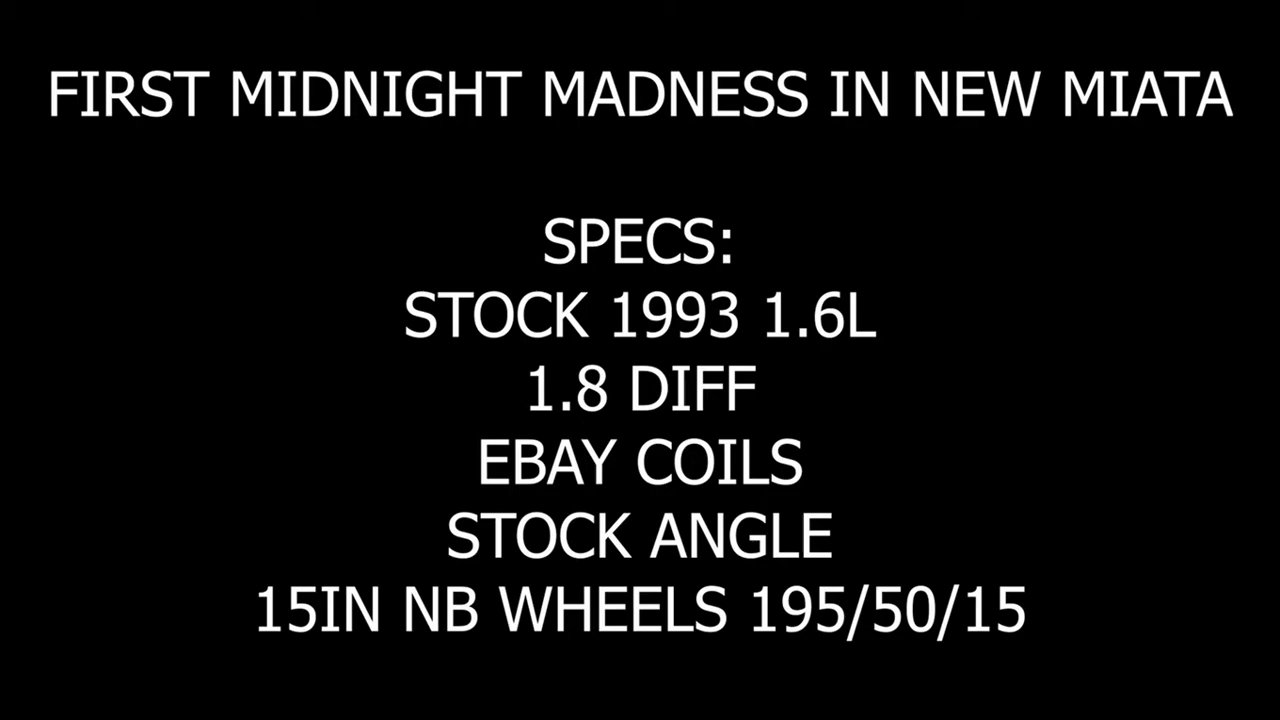 FIRST MIDNIGHT MADNESS IN NEW MIATA
SPECS:
STOCK 1993 1.6L
1.8 DIFF
EBAY COILS
STOCK ANGLE
15IN NB WHEELS 195/50/15